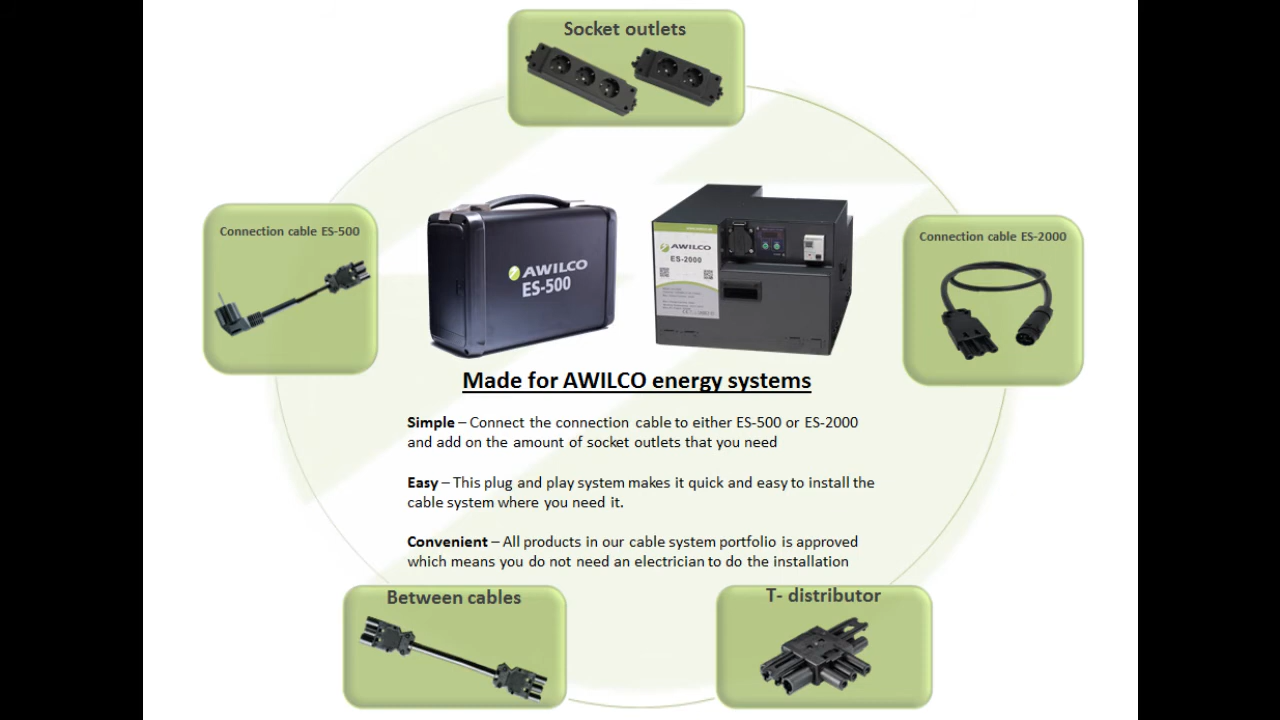 Socket outlets
Connection cable ES-500
Connection cable ES-2000
AWILCO
ES-500
AWILCO
ES-2000
Made for AWILCO energy systems
Simple – Connect the connection cable to either ES-500 or ES-2000
and add on the amount of socket outlets that you need
Easy – This plug and play system makes it quick and easy to install the
cable system where you need it.
Convenient – All products in our cable system portfolio is approved
which means you do not need an electrician to do the installation
Between cables
T- distributor